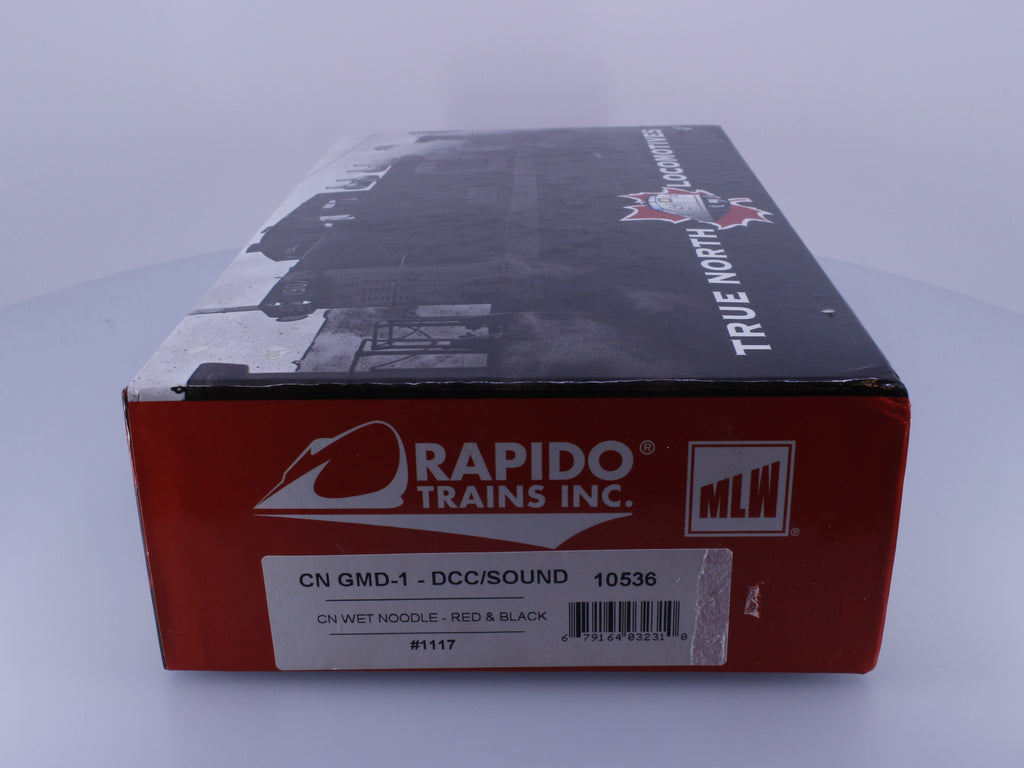 TRUE NORTH LOCOMOTIVES
RAPIDO®
TRAINS INC.
MLW®
CN GMD-1 - DCC/SOUND 10536
CN WET NOODLE - RED & BLACK
#1117
6 79164 03231 0